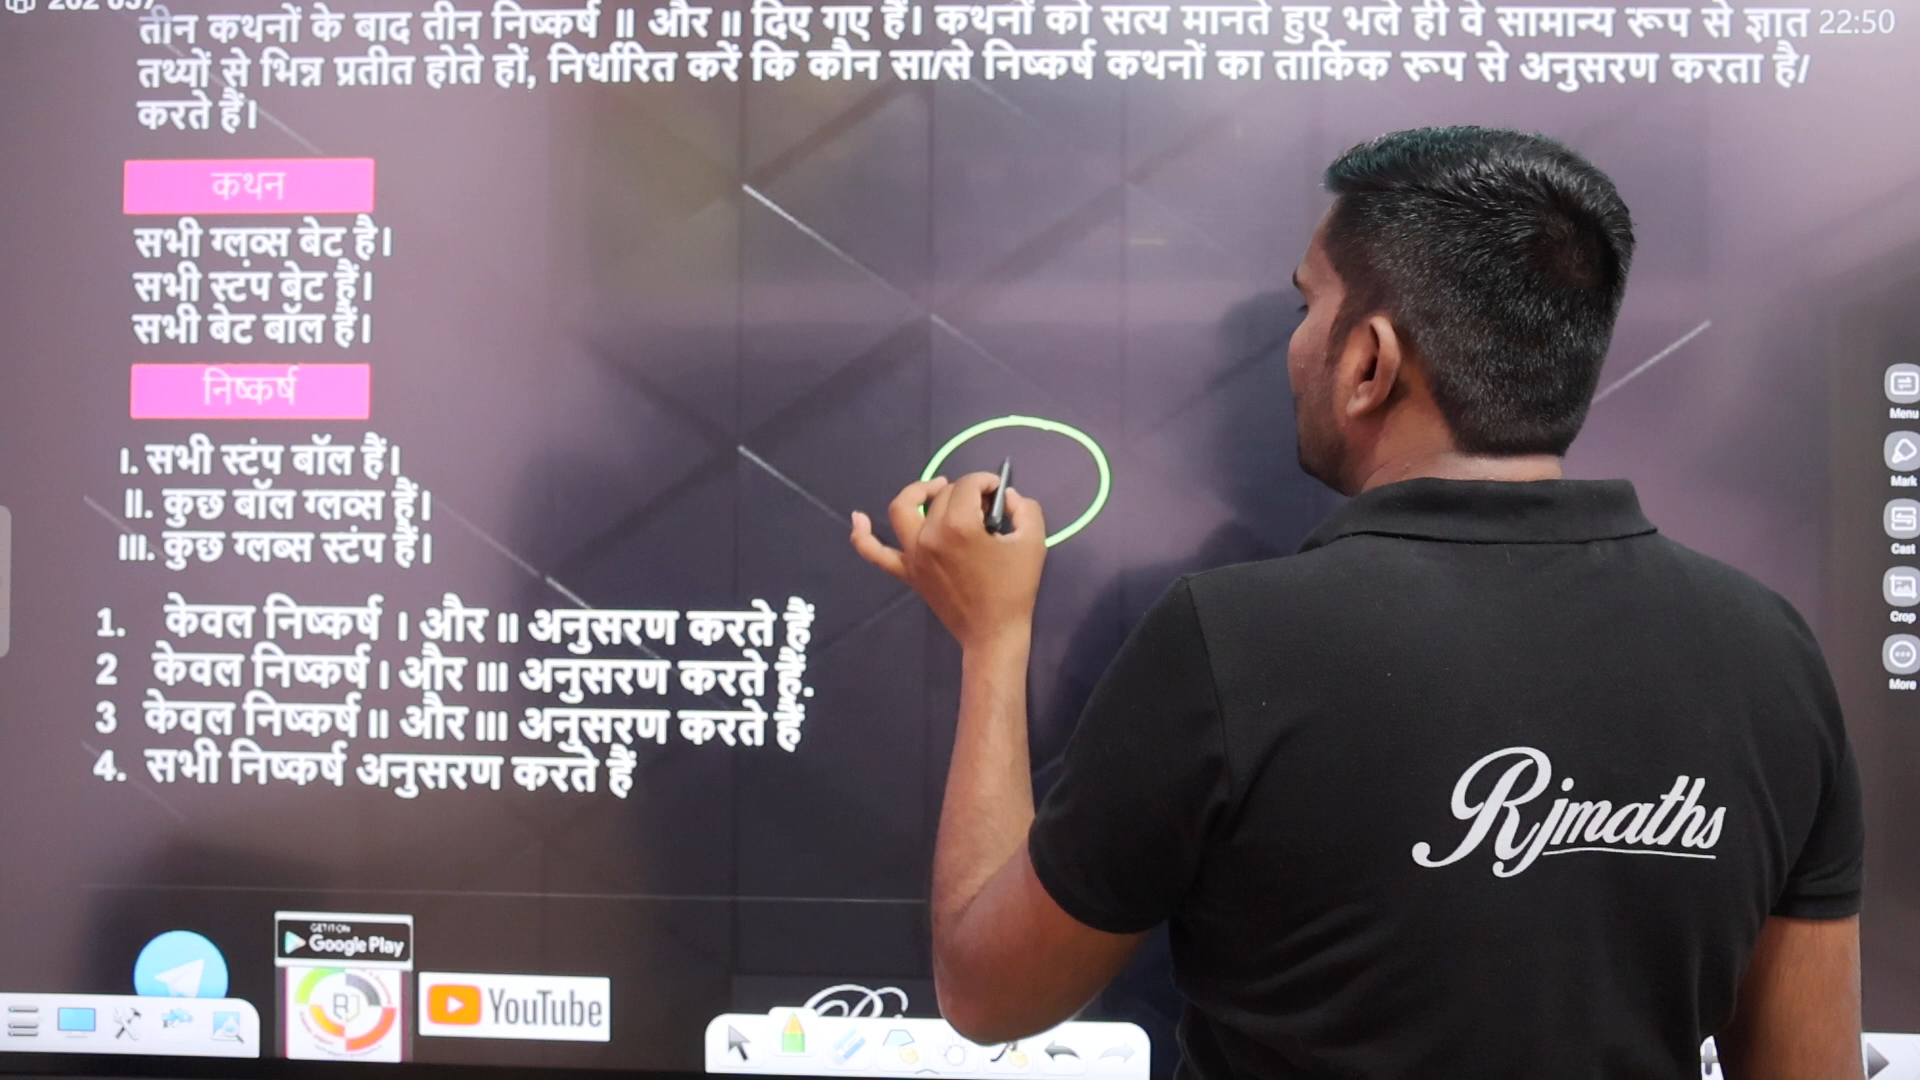 तीन कथनों के बाद तीन निष्कर्ष ॥ और ॥ दिए गए हैं। कथनों को सत्य मानते हुए भले ही वे सामान्य रूप से ज्ञात
22:50
तथ्यों से भिन्न प्रतीत होते हों, निर्धारित करें कि कौन सा/से निष्कर्ष कथनों का तार्किक रूप से अनुसरण करता है/
करते हैं।
कथन
सभी ग्लव्स बेट है।
सभी स्टंप बेट हैं।
सभी बेट बॉल हैं।
निष्कर्ष
I. सभी स्टंप बॉल हैं।
II. कुछ बॉल ग्लव्स हैं।
III. कुछ ग्लब्स स्टंप हैं।
1. केवल निष्कर्ष । और ॥ अनुसरण करते हैं
2 केवल निष्कर्ष । और III अनुसरण करते हैं.
3 केवल निष्कर्ष ॥ और III अनुसरण करते हैं
4. सभी निष्कर्ष अनुसरण करते हैं
Menu
Mark
Cast
Crop
More
Rjmaths
GET IT ON
Google Play
YouTube